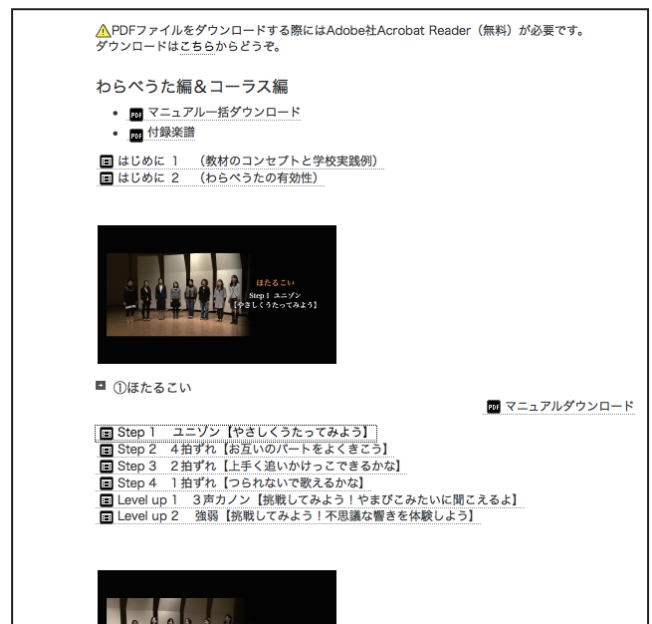 PDFファイルをダウンロードする際にはAdobe社Acrobat Reader（無料）が必要です。
ダウンロードはこちらからどうぞ。
わらべうた編＆コーラス編
• PDF マニュアル一括ダウンロード
• PDF 付録楽譜
はじめに １　（教材のコンセプトと学校実践例）
はじめに ２　（わらべうたの有効性）
ほたるこい
Step 1 ユニゾン
【やさしくうたってみよう】
①ほたるこい
PDF マニュアルダウンロード
Step 1　ユニゾン【やさしくうたってみよう】
Step 2　４拍ずれ【お互いのパートをよくきこう】
Step 3　２拍ずれ【上手く追いかけっこできるかな】
Step 4　１拍ずれ【つられないで歌えるかな】
Level up 1　３声カノン【挑戦してみよう！やまびこみたいに聞こえるよ】
Level up 2　強弱【挑戦してみよう！不思議な響きを体験しよう】